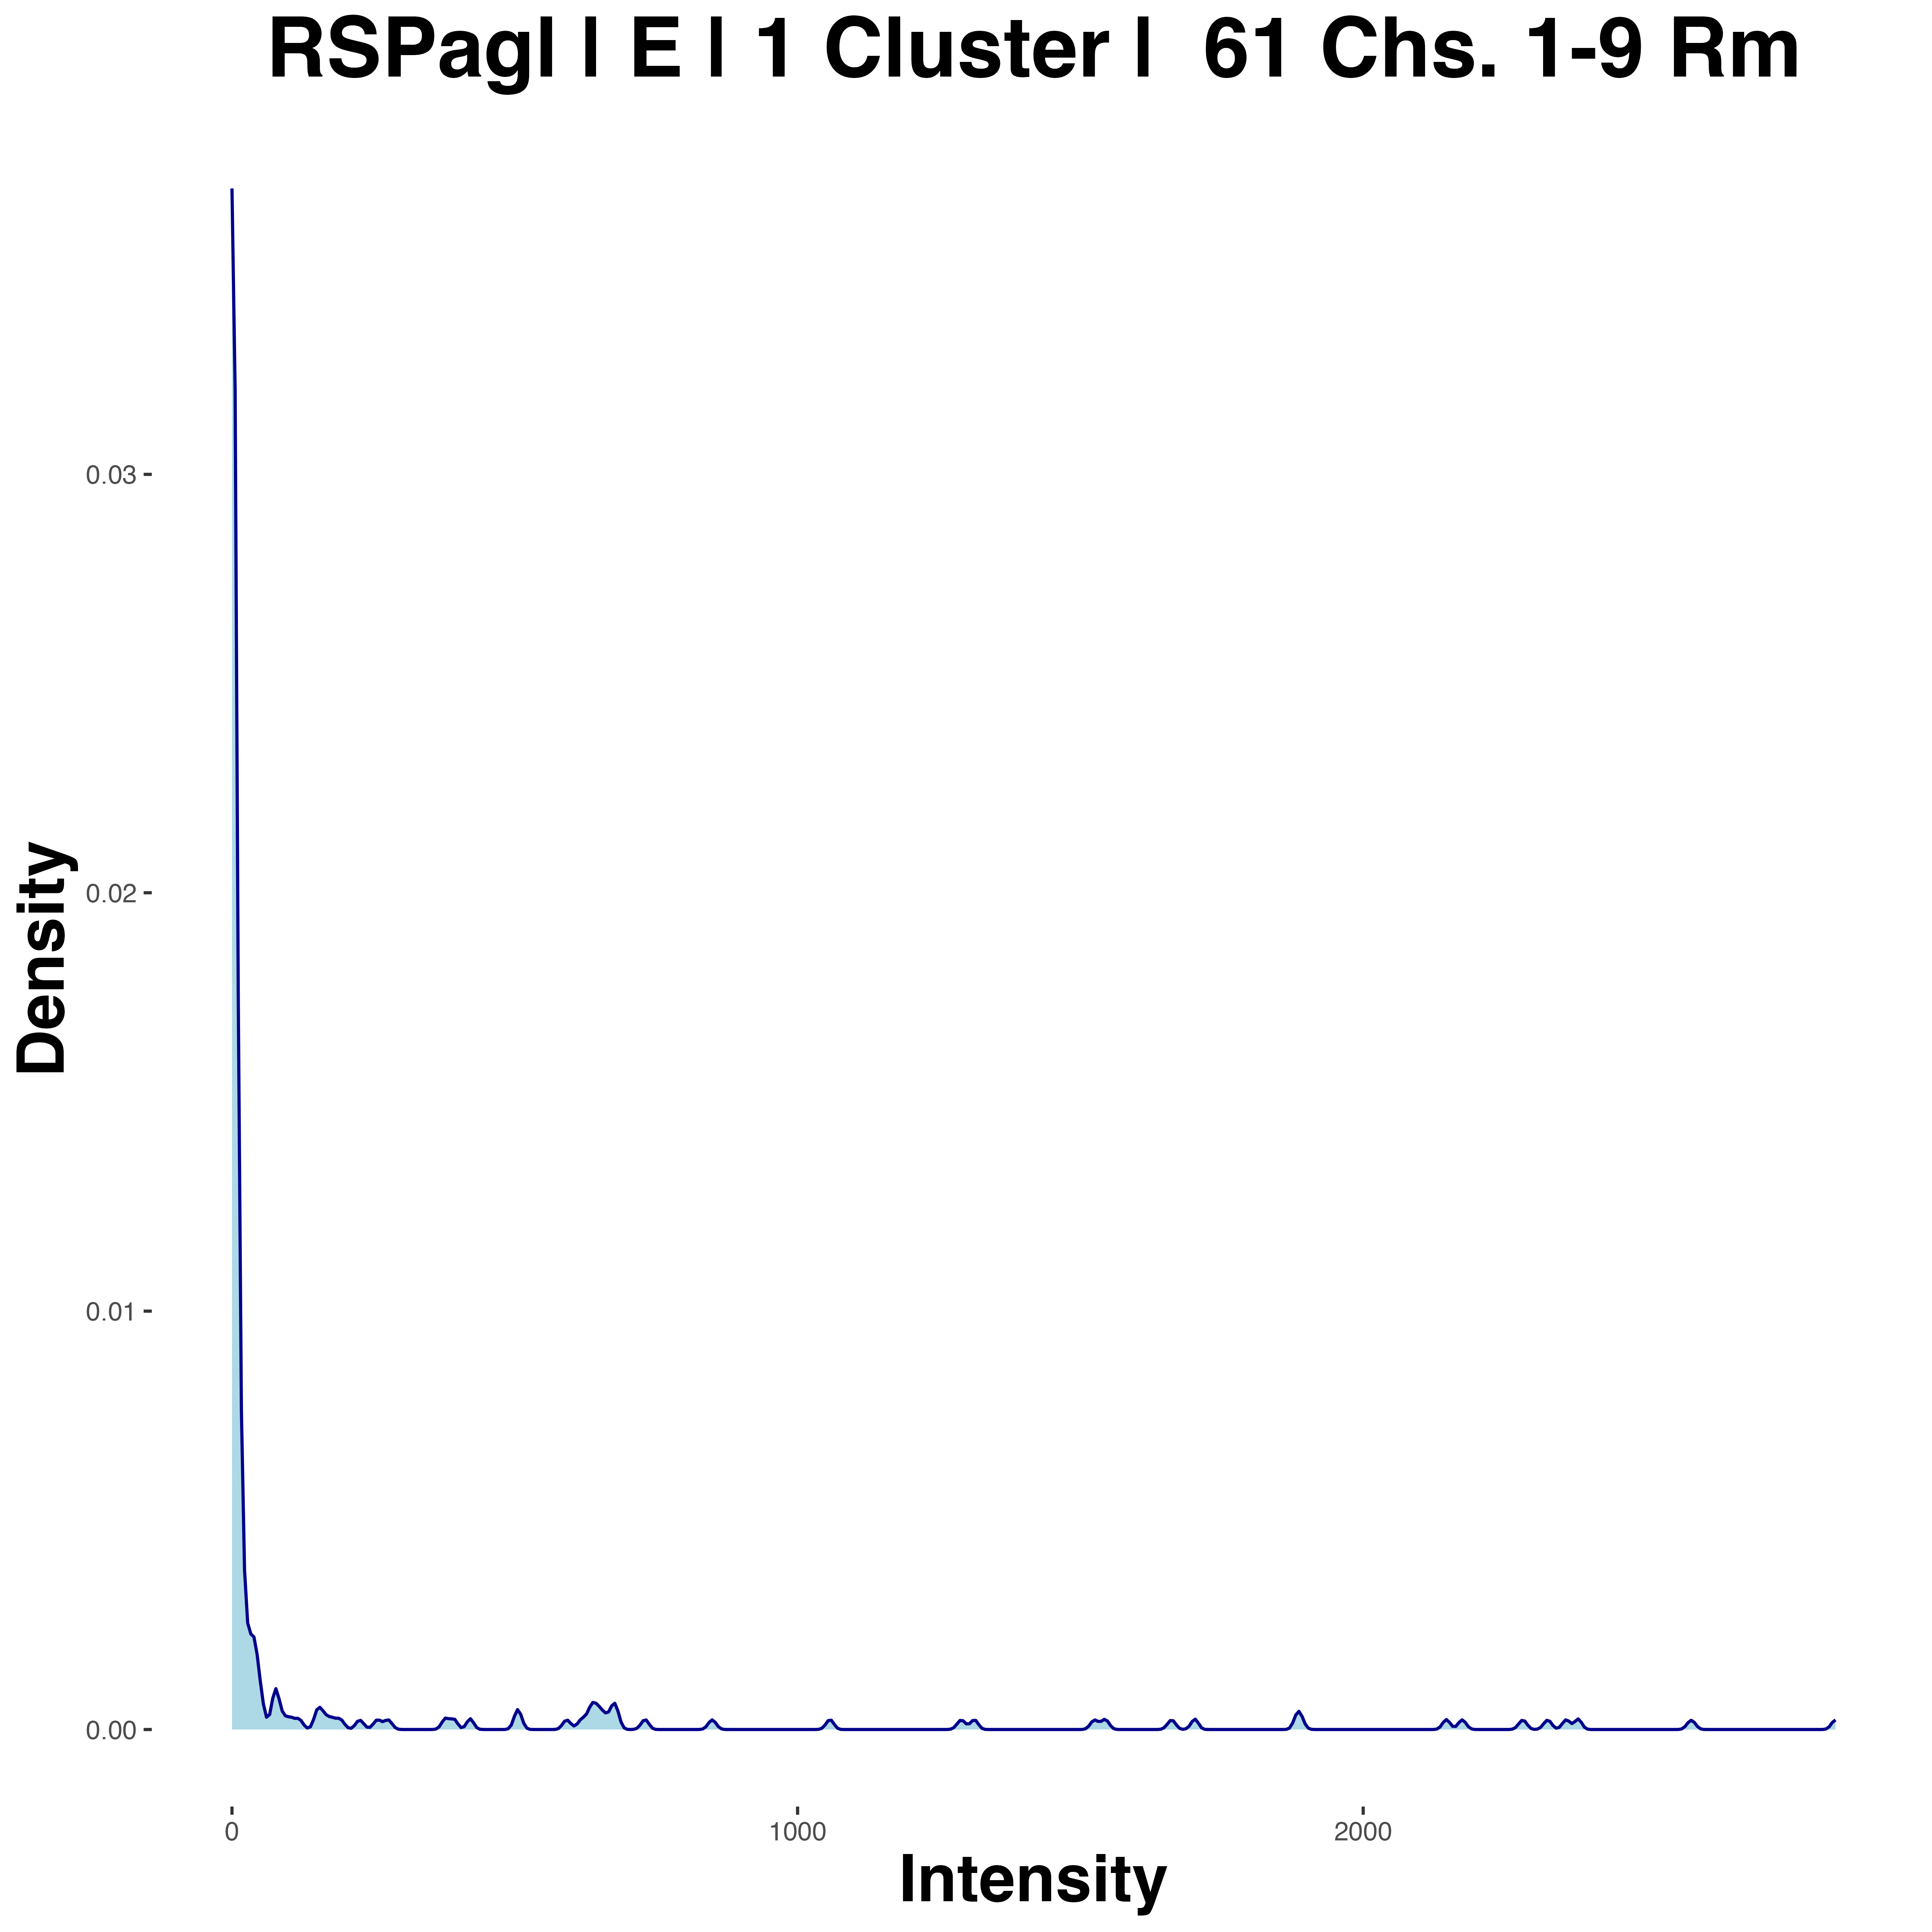 RSPagl | E | 1 Cluster |  61 Chs. 1-9 Rm
0.03
0.02
0.01
0.00
Density
0
1000
2000
Intensity